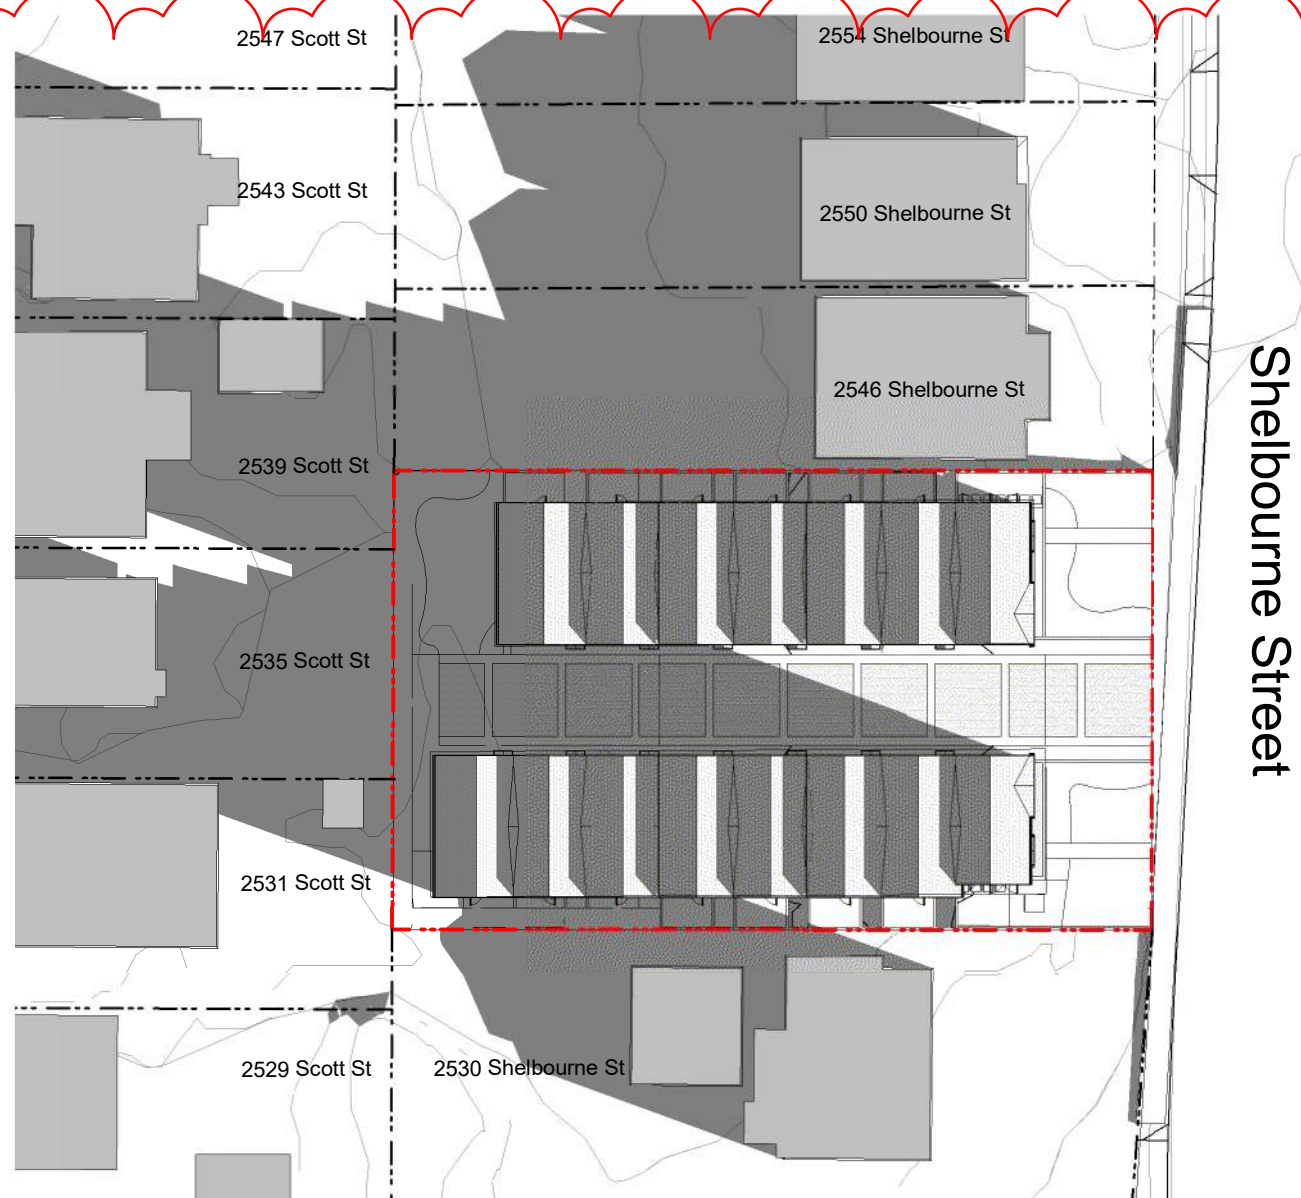 2547 Scott St
2554 Shelbourne St
2543 Scott St
2550 Shelbourne St
2546 Shelbourne St
2539 Scott St
Shelbourne Street
2535 Scott St
2531 Scott St
2529 Scott St
2530 Shelbourne St